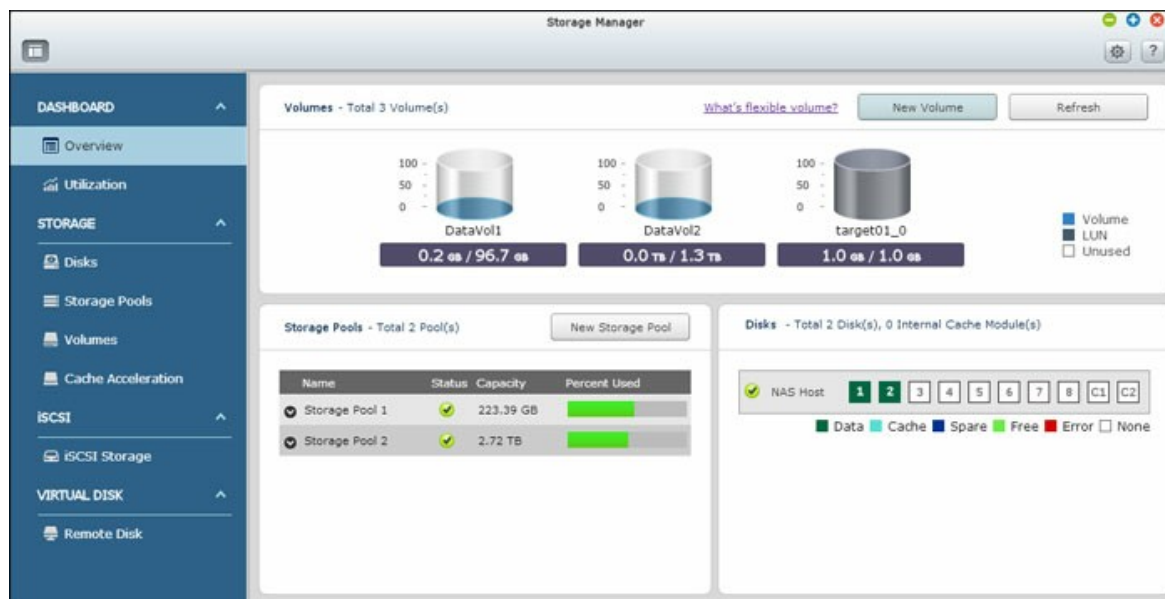 Storage Manager
?
DASHBOARD
Overview
Utilization
STORAGE
Disks
Storage Pools
Volumes
Cache Acceleration
iSCSI
iSCSI Storage
VIRTUAL DISK
Remote Disk
Volumes - Total 3 Volume(s)
What's flexible volume?
New Volume
Refresh
100
50
0
DataVol1
0.2 GB / 96.7 GB
100
50
0
DataVol2
0.0 TB / 1.3 TB
100
50
0
target01_0
1.0 GB / 1.0 GB
Volume
LUN
Unused
Storage Pools - Total 2 Pool(s)
New Storage Pool
Name Status Capacity Percent Used
Storage Pool 1 223.39 GB
Storage Pool 2 2.72 TB
Disks - Total 2 Disk(s), 0 Internal Cache Module(s)
NAS Host 1 2 3 4 5 6 7 8 C1 C2
Data Cache Spare Free Error None